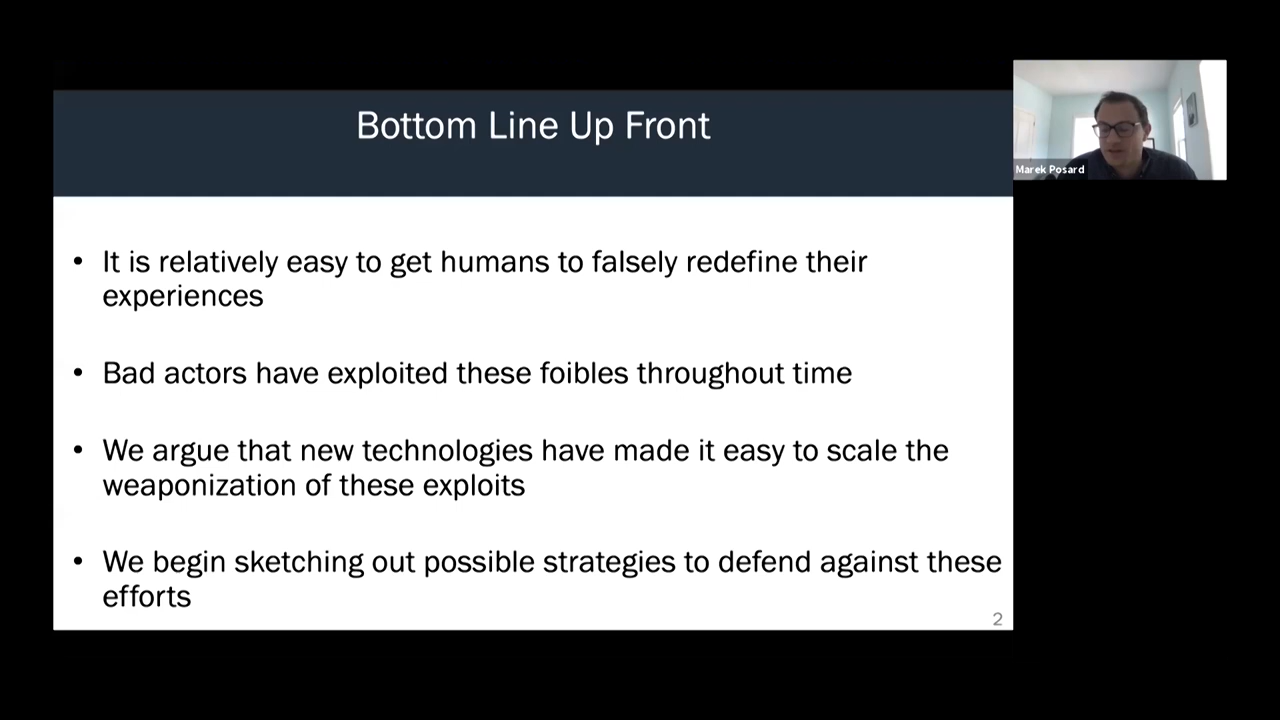 Bottom Line Up Front
Marek Posard
• It is relatively easy to get humans to falsely redefine their
experiences
• Bad actors have exploited these foibles throughout time
• We argue that new technologies have made it easy to scale the
weaponization of these exploits
• We begin sketching out possible strategies to defend against these
efforts
2